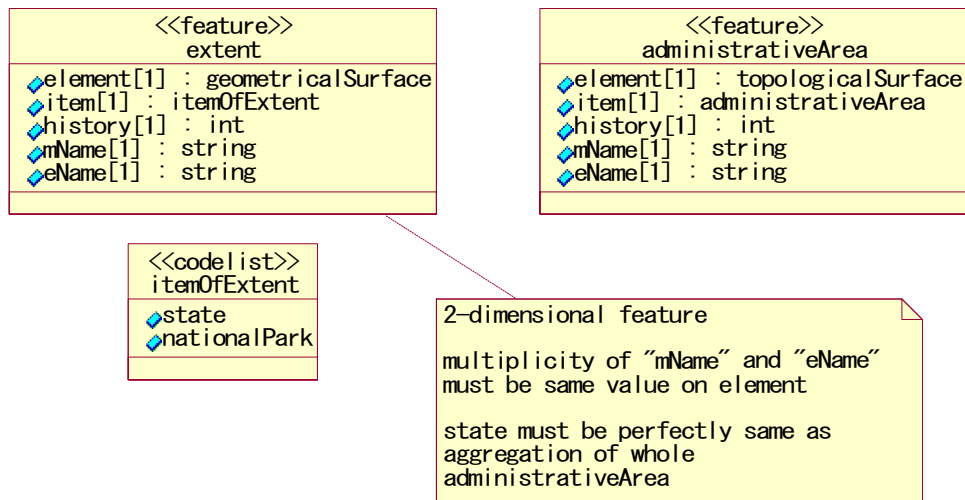 <<feature>>
extent
element[1] : geometricalSurface
item[1] : itemOfExtent
history[1] : int
mName[1] : string
eName[1] : string
<<feature>>
administrativeArea
element[1] : topologicalSurface
item[1] : administrativeArea
history[1] : int
mName[1] : string
eName[1] : string
<<codelist>>
itemOfExtent
state
nationalPark
2-dimensional feature
multiplicity of "mName" and "eName"
must be same value on element
state must be perfectly same as
aggregation of whole
administrativeArea